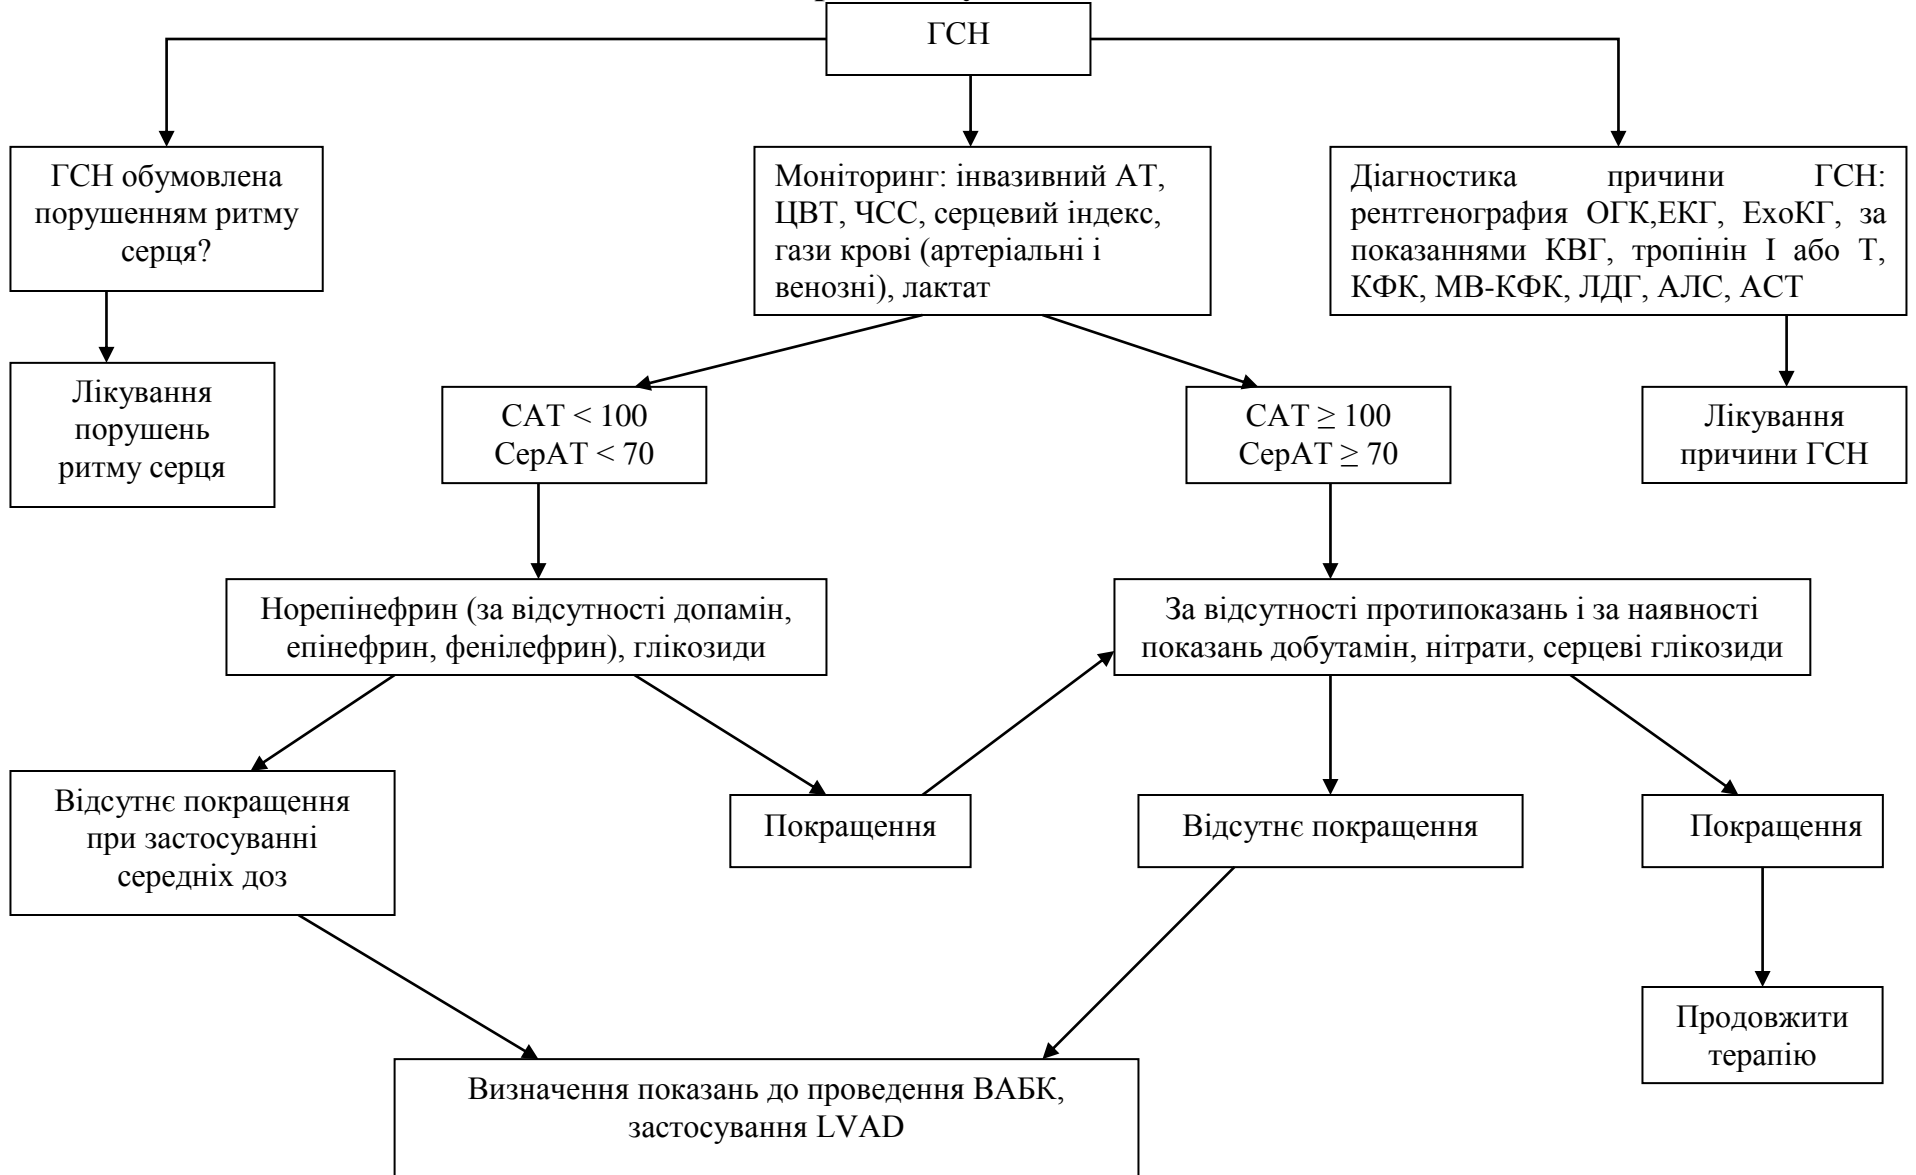 ГСН
ГСН обумовлена
порушенням ритму
серця?
Моніторинг: інвазивний АТ,
ЦВТ, ЧСС, серцевий індекс,
гази крові (артеріальні і
венозні), лактат
Діагностика причини ГСН:
рентгенография ОГК,ЕКГ, ЕхоКГ, за
показаннями КВГ, тропінін I або Т,
КФК, МВ-КФК, ЛДГ, АЛС, АСТ
Лікування
порушень
ритму серця
САТ < 100
СерАТ < 70
САТ ≥ 100
СерАТ ≥ 70
Лікування
причини ГСН
Норепінефрин (за відсутності допамін,
епінефрин, фенілефрин), глікозиди
За відсутності протипоказань і за наявності
показань добутамін, нітрати, серцеві глікозиди
Відсутнє покращення
при застосуванні
середніх доз
Покращення
Відсутнє покращення
Покращення
Продовжити
терапію
Визначення показань до проведення ВАБК,
застосування LVAD